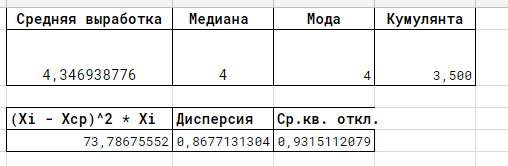 Средняя выработка Медиана Мода Кумулянта
4,346938776 4 4 3,500
(Xi - Xcp)^2 * Xi Дисперсия Ср.кв. откл.
73,78675552 0,8677131304 0,9315112079